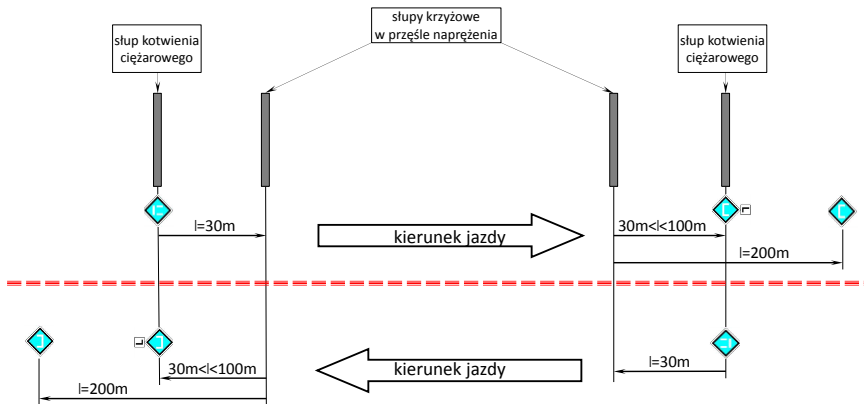 słupy krzyżowe
w przęśle naprężenia
słup kotwienia
ciężarowego
słup kotwienia
ciężarowego
l=30m
kierunek jazdy
30m<l<100m
L
l=200m
L
30m<l<100m
kierunek jazdy
l=30m
l=200m